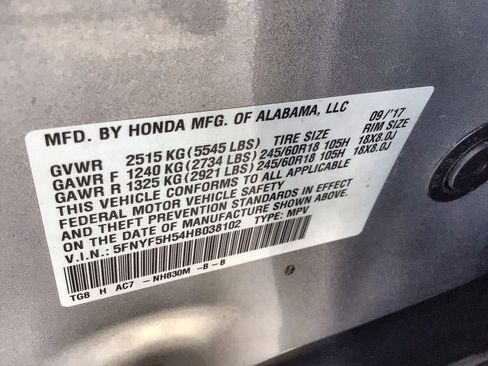 MFD. BY HONDA MFG. OF ALABAMA, LLC 09/'17
TIRE SIZE RIM SIZE
GVWR 2515 KG (5545 LBS)
GAWR F 1240 KG (2734 LBS) 245/60R18 105H 18X8.0J
GAWR R 1325 KG (2921 LBS) 245/60R18 105H 18X8.0J
THIS VEHICLE CONFORMS TO ALL APPLICABLE
FEDERAL MOTOR VEHICLE SAFETY
AND THEFT PREVENTION STANDARDS IN EFFECT
ON THE DATE OF MANUFACTURE SHOWN ABOVE.
V.I.N.: 5FNYF5H54HB038102 TYPE: MPV
TG8 H AC7 -NH830M -B-B